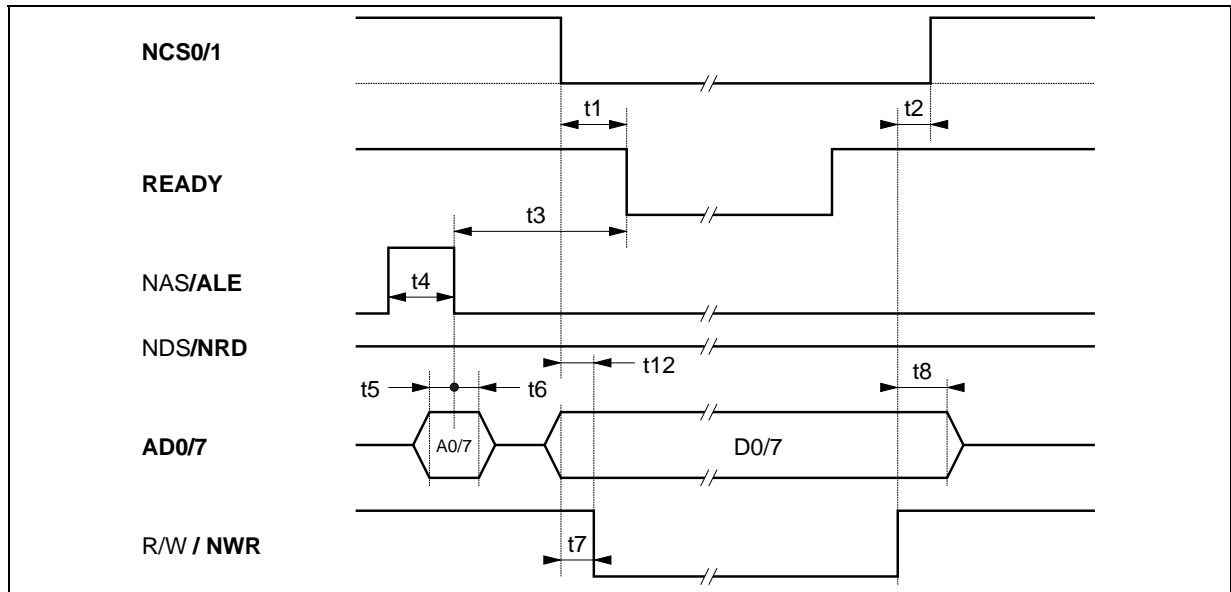 NCS0/1
t1
t2
READY
t3
NAS/ALE
t4
NDS/NRD
t12
t5
t6
t8
AD0/7
A0/7
D0/7
R/W / NWR
t7